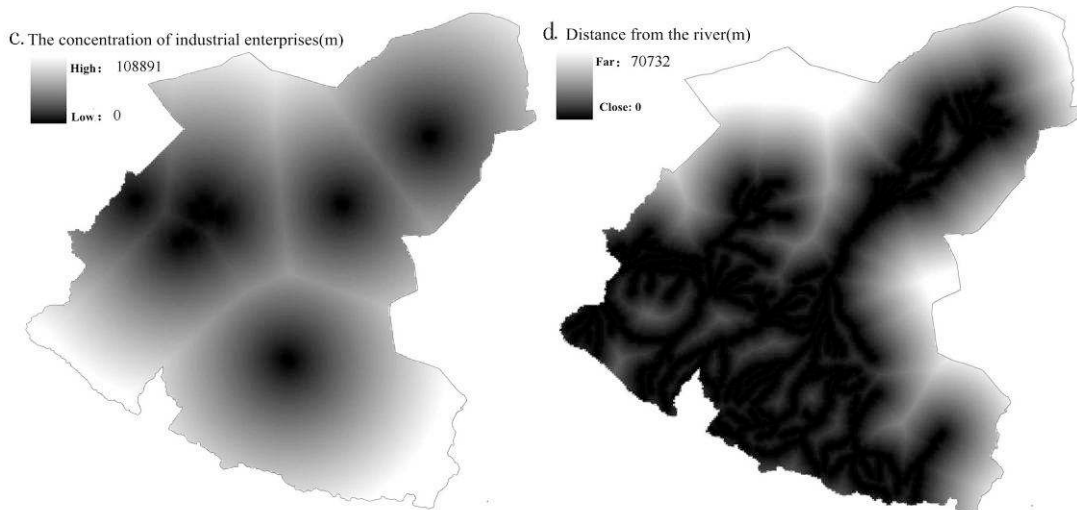 c. The concentration of industrial enterprises(m)
High： 108891
Low： 0
d. Distance from the river(m)
Far： 70732
Close: 0